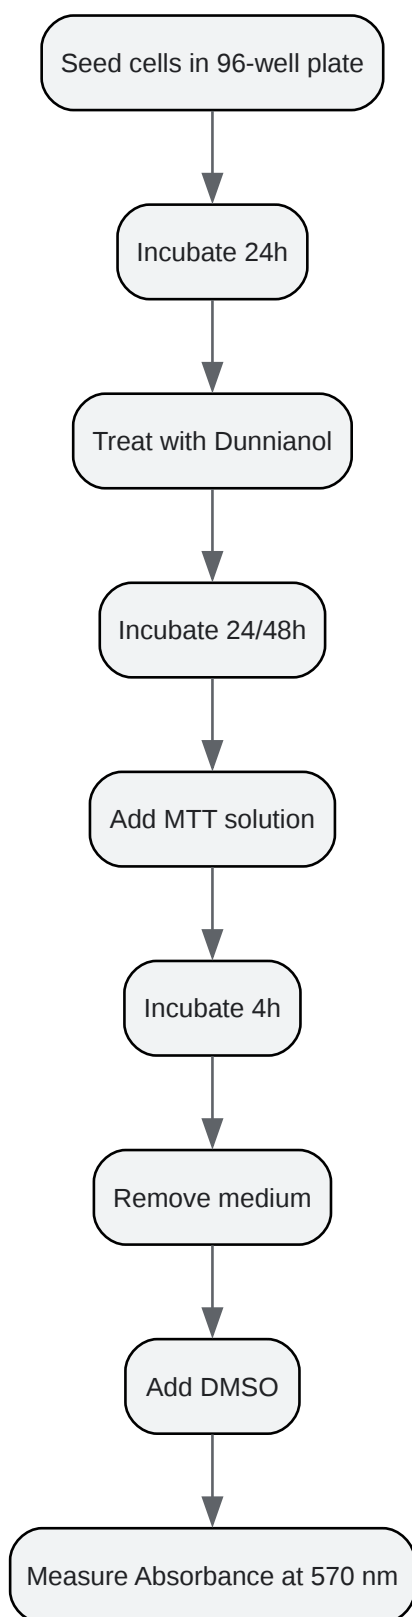 Seed cells in 96-well plate
Incubate 24h
Treat with Dunnianol
Incubate 24/48h
Add MTT solution
Incubate 4h
Remove medium
Add DMSO
Measure Absorbance at 570 nm